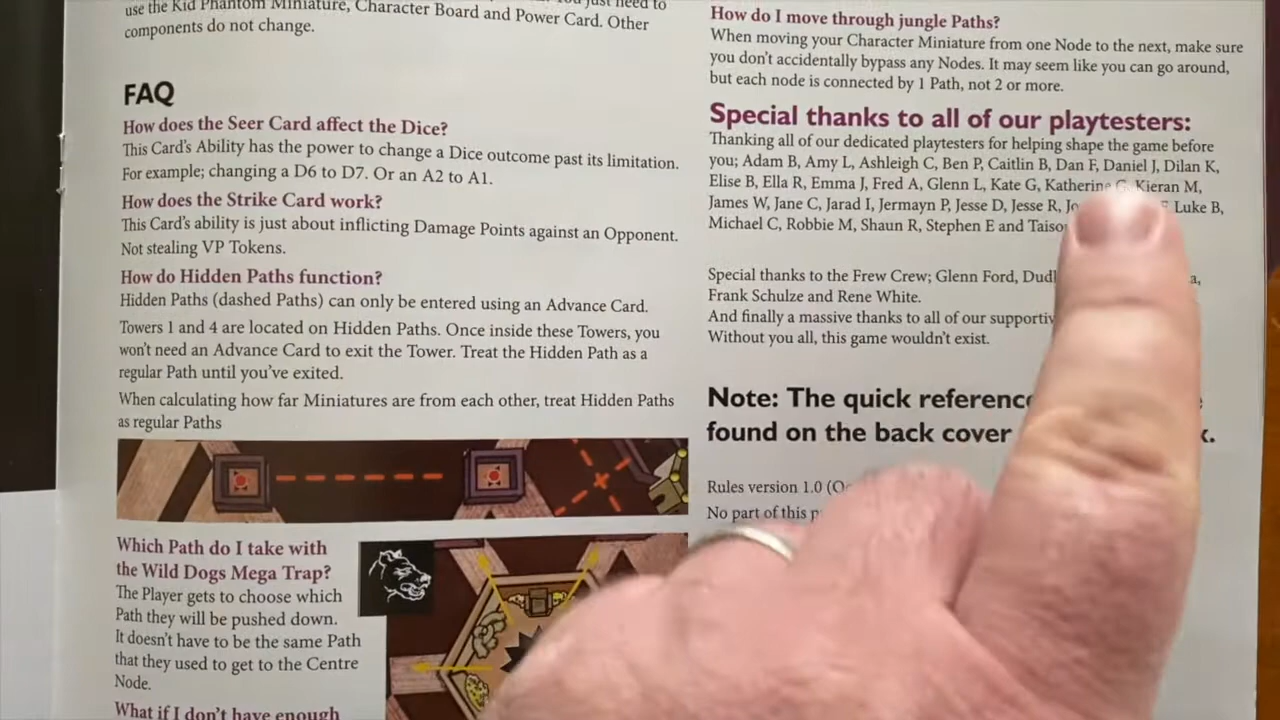 use the Kid Phantom Miniature, Character Board and Power Card. Other
components do not change.
FAQ
How does the Seer Card affect the Dice?
This Card's Ability has the power to change a Dice outcome past its limitation.
For example; changing a D6 to D7. Or an A2 to A1.
How does the Strike Card work?
This Card's ability is just about inflicting Damage Points against an Opponent.
Not stealing VP Tokens.
How do Hidden Paths function?
Hidden Paths (dashed Paths) can only be entered using an Advance Card.
Towers 1 and 4 are located on Hidden Paths. Once inside these Towers, you
won't need an Advance Card to exit the Tower. Treat the Hidden Path as a
regular Path until you've exited.
When calculating how far Miniatures are from each other, treat Hidden Paths
as regular Paths
Which Path do I take with
the Wild Dogs Mega Trap?
The Player gets to choose which
Path they will be pushed down.
It doesn't have to be the same Path
that they used to get to the Centre
Node.
What if I don't have enough
How do I move through jungle Paths?
When moving your Character Miniature from one Node to the next, make sure
you don't accidentally bypass any Nodes. It may seem like you can go around,
but each node is connected by 1 Path, not 2 or more.
Special thanks to all of our playtesters:
Thanking all of our dedicated playtesters for helping shape the game before
you; Adam B, Amy L, Ashleigh C, Ben P, Caitlin B, Dan F, Daniel J, Dilan K,
Elise B, Ella R, Emma J, Fred A, Glenn L, Kate G, Katherine Kieran M,
James W, Jane C, Jarad I, Jermayn P, Jesse D, Jesse R, Luke B,
Michael C, Robbie M, Shaun R, Stephen E and
Special thanks to the Frew Crew; Glenn Ford,
Frank Schulze and Rene White.
And finally a massive thanks to all of our
Without you all, this game wouldn't exist.
Note: The quick
found on the back cover
Rules version 1.0
No part of this